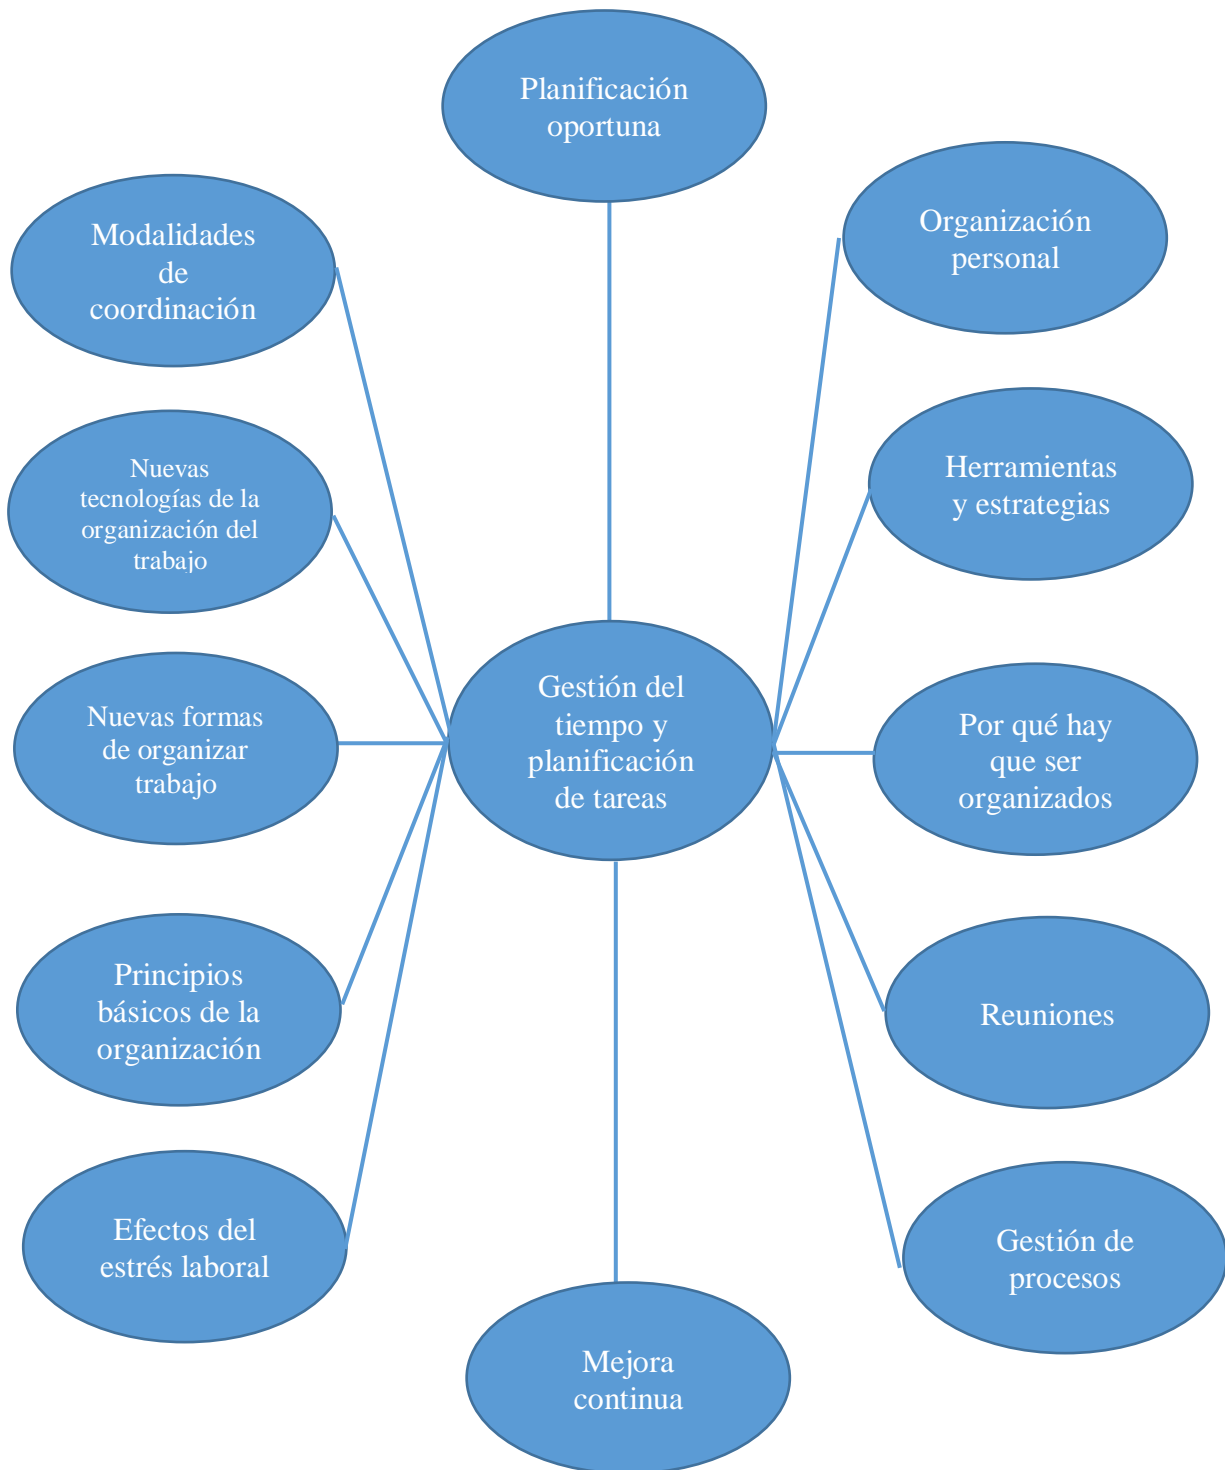 Planificación
oportuna
Modalidades
de
coordinación
Organización
personal
Nuevas
tecnologías de la
organización del
trabajo
Herramientas
y estrategias
Nuevas formas
de organizar
trabajo
Gestión del
tiempo y
planificación
de tareas
Por qué hay
que ser
organizados
Principios
básicos de la
organización
Reuniones
Efectos del
estrés laboral
Gestión de
procesos
Mejora
continua